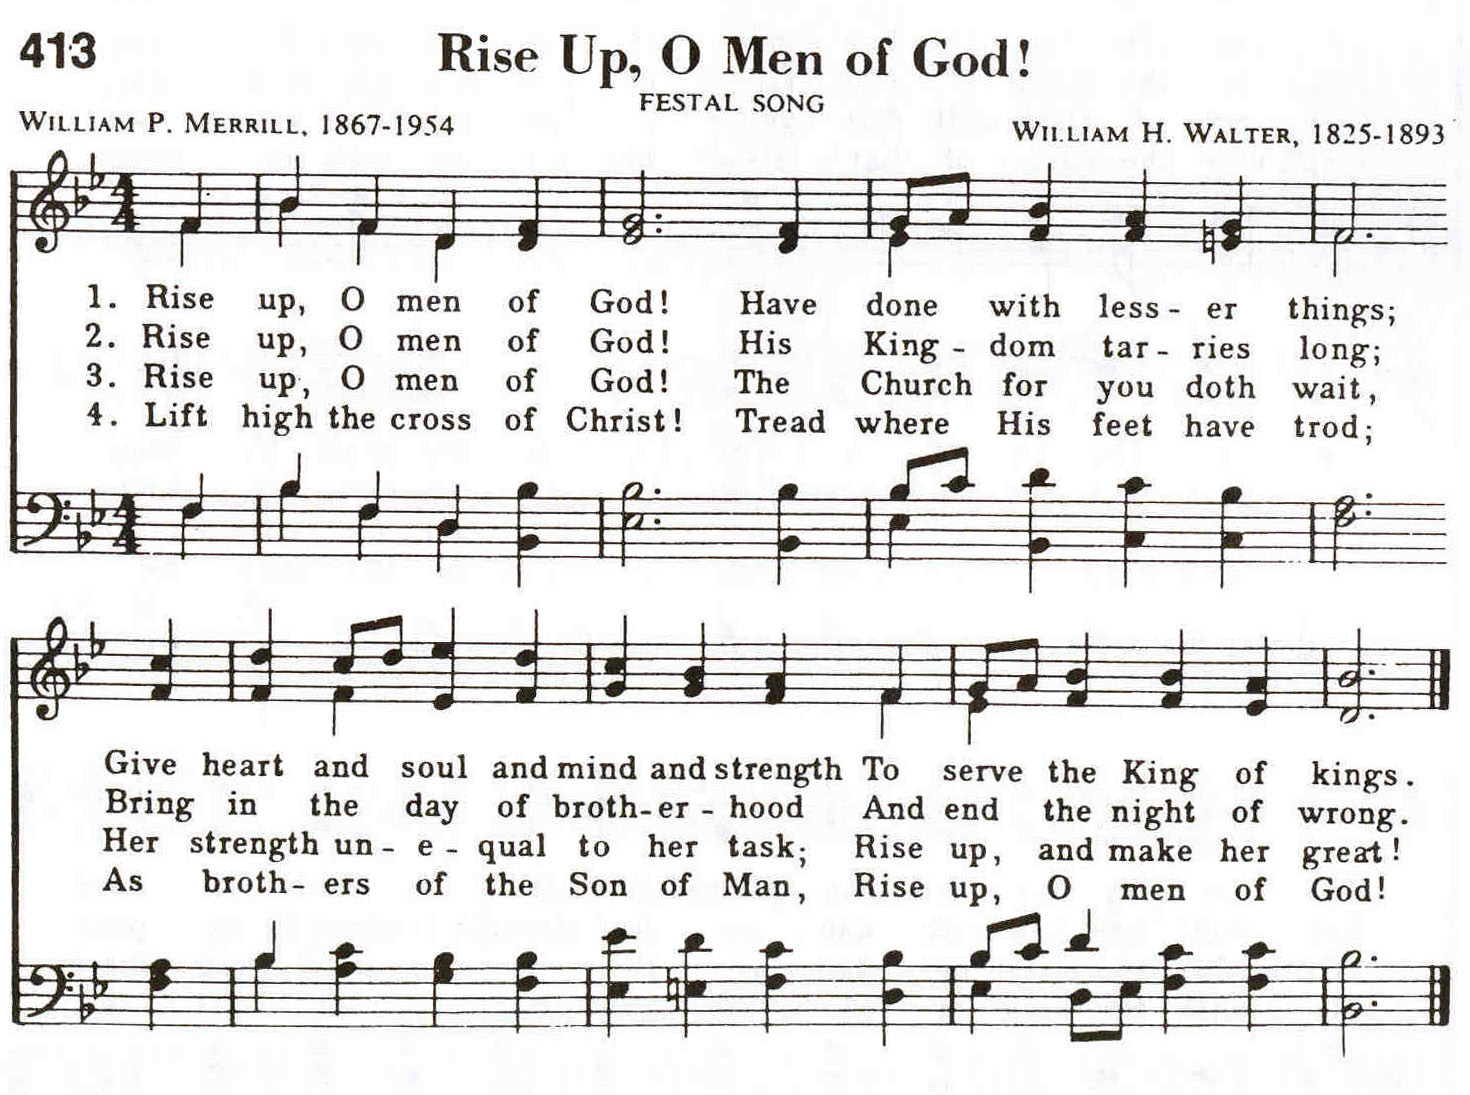 413
Rise Up, O Men of God!
FESTAL SONG
WILLIAM P. MERRILL, 1867-1954
WILLIAM H. WALTER, 1825-1893
1. Rise up, O men of God! Have done with less - er things;
2. Rise up, O men of God! His King - dom tar - ries long;
3. Rise up, O men of God! The Church for you doth wait,
4. Lift high the cross of Christ! Tread where His feet have trod;
Give heart and soul and mind and strength To serve the King of kings.
Bring in the day of broth-er - hood And end the night of wrong.
Her strength un - e - qual to her task; Rise up, and make her great!
As broth- ers of the Son of Man, Rise up, O men of God!